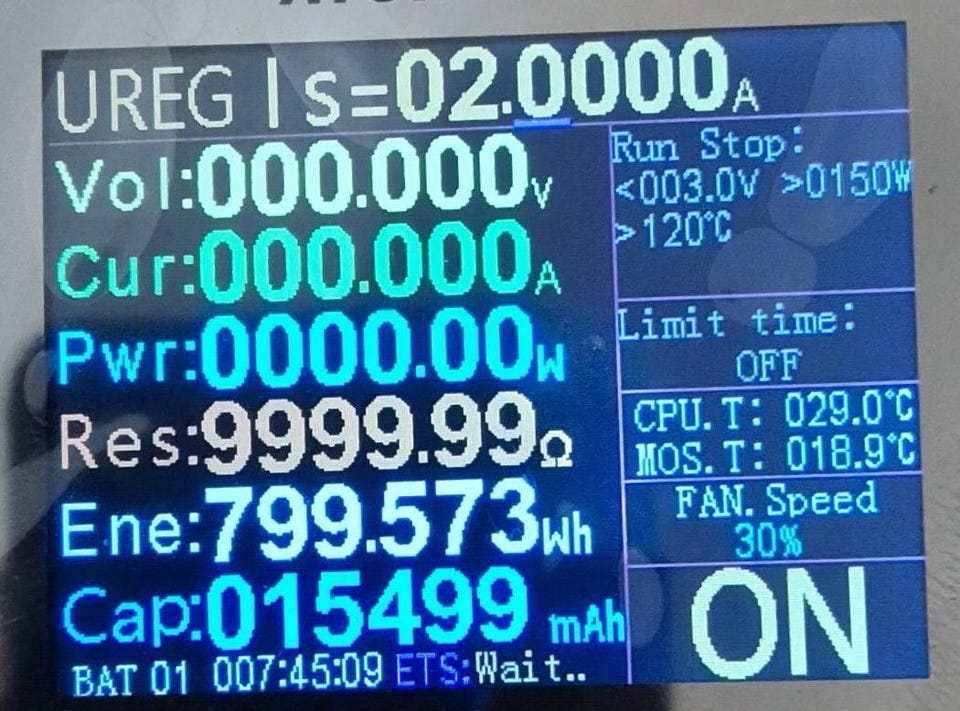 UREG Is=02.0000A
Vol:000.000V
Cur:000.000A
Pwr:0000.00W
Res:9999.99Ω
Ene:799.573Wh
Cap:015499 mAh
BAT 01 007:45:09 ETS:Wait..
Run Stop:
<003.0V >0150W
>120℃
Limit time:
OFF
CPU.T: 029.0℃
MOS.T: 018.9℃
FAN.Speed
30%
ON